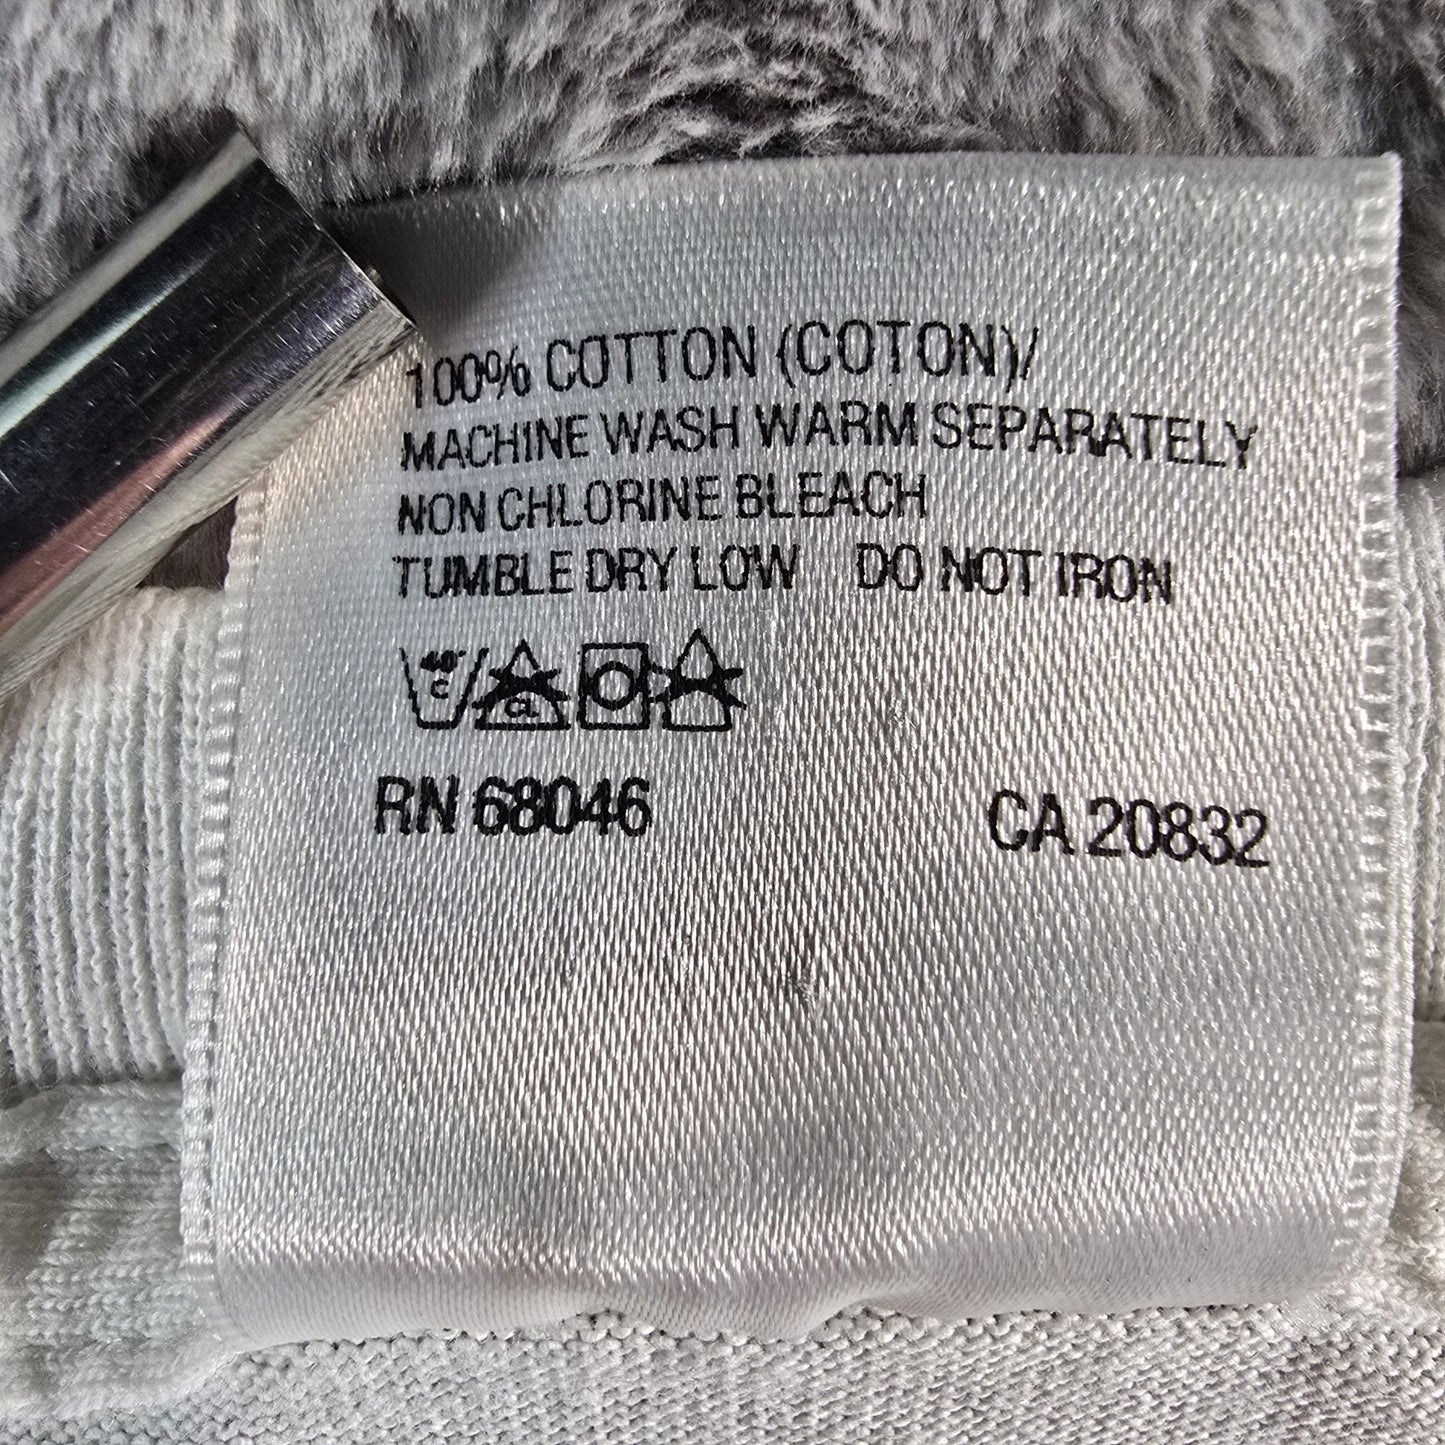 100% COTTON (COTON)/
MACHINE WASH WARM SEPARATELY
NON CHLORINE BLEACH
TUMBLE DRY LOW DO NOT IRON
40° C cl
RN 68046 CA 20832